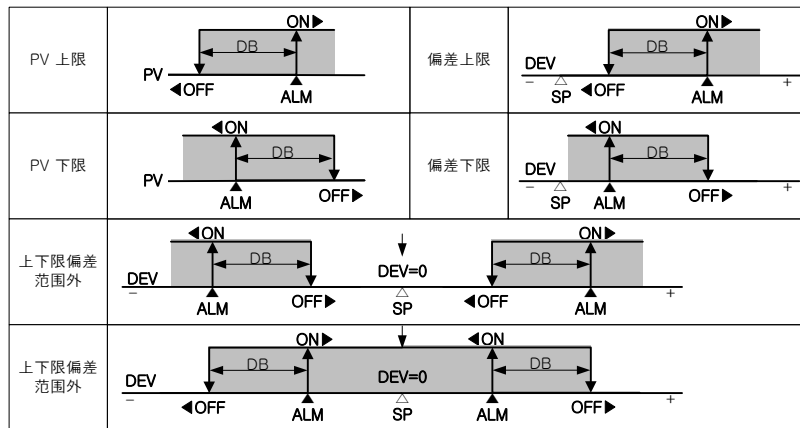 PV 上限
ON▶
DB
PV
◀OFF
ALM
偏差上限
ON▶
DB
DEV
-
+
SP
◀OFF
ALM
PV 下限
◀ON
DB
PV
ALM
OFF▶
偏差下限
◀ON
DB
DEV
-
+
SP
ALM
OFF▶
上下限偏差
范围外
◀ON
ON▶
DB
DEV=0
DB
DEV
-
+
ALM
OFF▶
SP
◀OFF
ALM
上下限偏差
范围外
ON▶
◀ON
DB
DEV=0
DB
DEV
-
+
◀OFF
ALM
SP
ALM
OFF▶